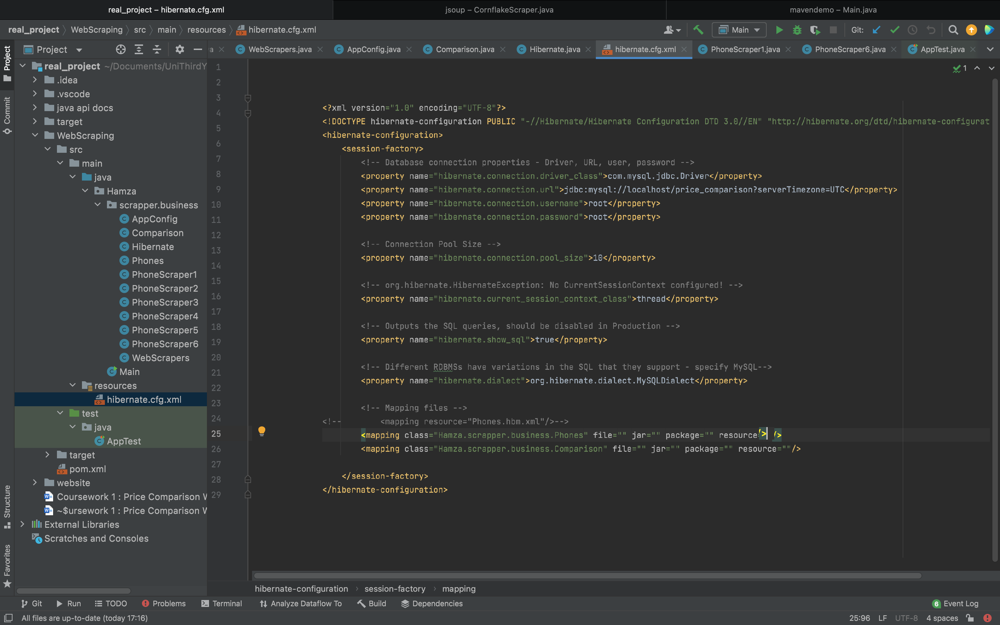 real_project – hibernate.cfg.xml
jsoup – CornflakeScraper.java
mavendemo – Main.java
real_project WebScraping src main resources hibernate.cfg.xml
Main
Git:
Project
WebScrapers.java
AppConfig.java
Comparison.java
Hibernate.java
hibernate.cfg.xml
PhoneScraper1.java
PhoneScraper6.java
AppTest.java
Project
Commit
Structure
Favorites
real_project ~/Documents/UniThirdY
.idea
.vscode
java api docs
target
WebScraping
src
main
java
Hamza
scrapper.business
AppConfig
Comparison
Hibernate
Phones
PhoneScraper1
PhoneScraper2
PhoneScraper3
PhoneScraper4
PhoneScraper5
PhoneScraper6
WebScrapers
Main
resources
hibernate.cfg.xml
test
java
AppTest
target
pom.xml
website
Coursework 1 : Price Comparison W
~$ursework 1 : Price Comparison W
External Libraries
Scratches and Consoles
1
2
3
4
5
6
7
8
9
10
11
12
13
14
15
16
17
18
19
20
21
22
23
24
25
26
27
28
29
1
<?xml version="1.0" encoding="UTF-8"?>
<!DOCTYPE hibernate-configuration PUBLIC "-//Hibernate/Hibernate Configuration DTD 3.0//EN" "http://hibernate.org/dtd/hibernate-configurat
<hibernate-configuration>
<session-factory>
<!-- Database connection properties - Driver, URL, user, password -->
<property name="hibernate.connection.driver_class">com.mysql.jdbc.Driver</property>
<property name="hibernate.connection.url">jdbc:mysql://localhost/price_comparison?serverTimezone=UTC</property>
<property name="hibernate.connection.username">root</property>
<property name="hibernate.connection.password">root</property>
<!-- Connection Pool Size -->
<property name="hibernate.connection.pool_size">10</property>
<!-- org.hibernate.HibernateException: No CurrentSessionContext configured! -->
<property name="hibernate.current_session_context_class">thread</property>
<!-- Outputs the SQL queries, should be disabled in Production -->
<property name="hibernate.show_sql">true</property>
<!-- Different RDBMSs have variations in the SQL that they support - specify MySQL-->
<property name="hibernate.dialect">org.hibernate.dialect.MySQLDialect</property>
<!-- Mapping files -->
<!-- <mapping resource="Phones.hbm.xml"/>-->
<mapping class="Hamza.scrapper.business.Phones" file="" jar="" package="" resource/> />
<mapping class="Hamza.scrapper.business.Comparison" file="" jar="" package="" resource=""/>
</session-factory>
</hibernate-configuration>
hibernate-configuration › session-factory › mapping
Git
Run
TODO
Problems
Terminal
Analyze Dataflow To
Build
Dependencies
6 Event Log
All files are up-to-date (today 17:16)
25:96 LF UTF-8 4 spaces